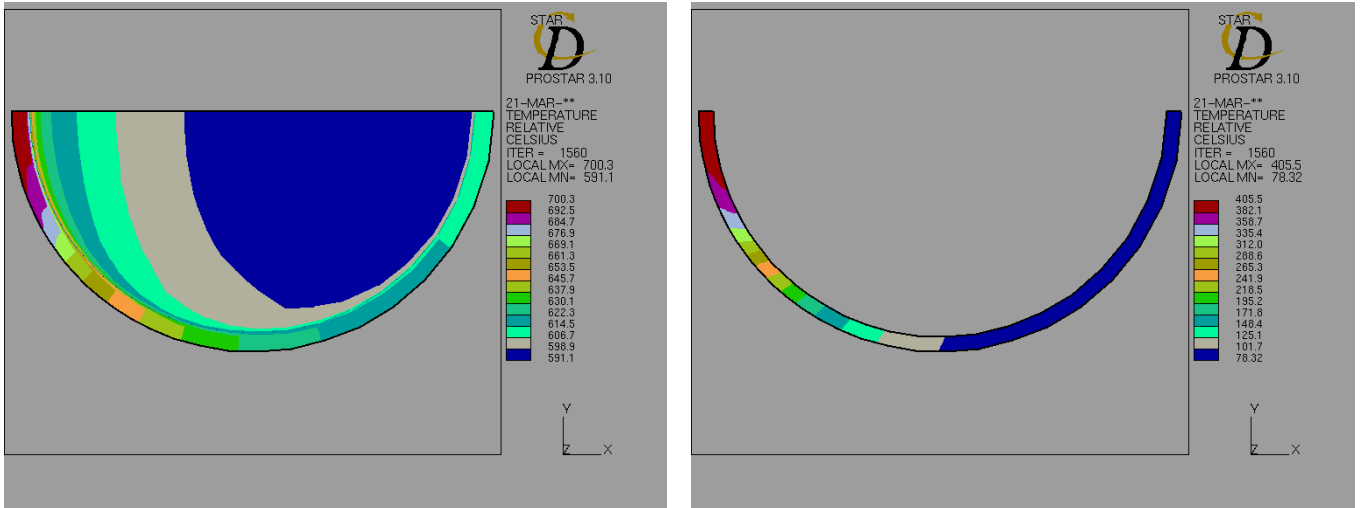 STAR
CD
PROSTAR 3.10
21-MAR-**
TEMPERATURE
RELATIVE
CELSIUS
ITER = 1560
LOCAL MX= 700.3
LOCAL MN= 591.1
700.3
692.5
684.7
676.9
669.1
661.3
653.5
645.7
637.9
630.1
622.3
614.5
606.7
598.9
591.1
Y
Z X
STAR
CD
PROSTAR 3.10
21-MAR-**
TEMPERATURE
RELATIVE
CELSIUS
ITER = 1560
LOCAL MX= 405.5
LOCAL MN= 78.32
405.5
382.1
358.7
335.4
312.0
288.6
265.3
241.9
218.5
195.2
171.8
148.4
125.1
101.7
78.32
Y
Z X